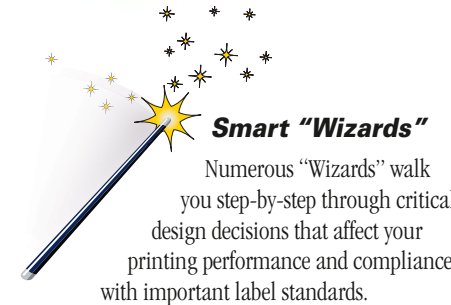 Smart “Wizards”
Numerous “Wizards” walk
you step-by-step through critical
design decisions that affect your
printing performance and compliance
with important label standards.